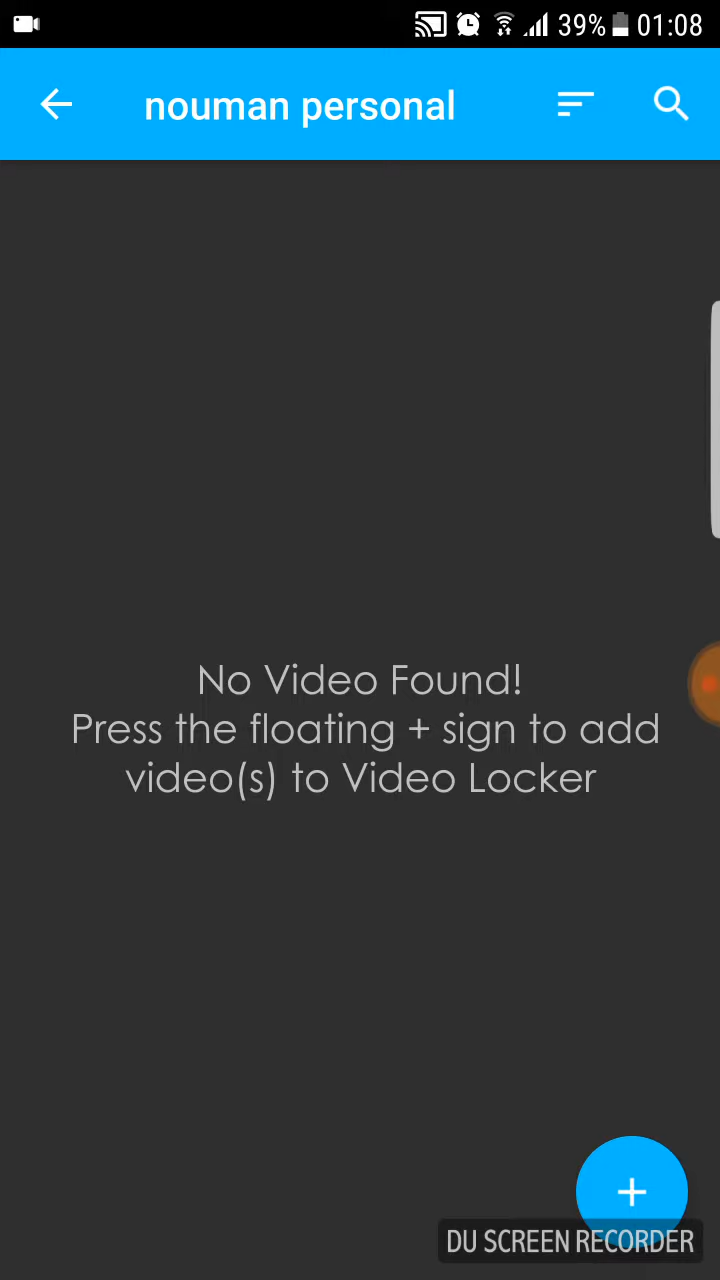 39% 01:08
nouman personal
No Video Found!
Press the floating + sign to add
video(s) to Video Locker
+
DU SCREEN RECORDER